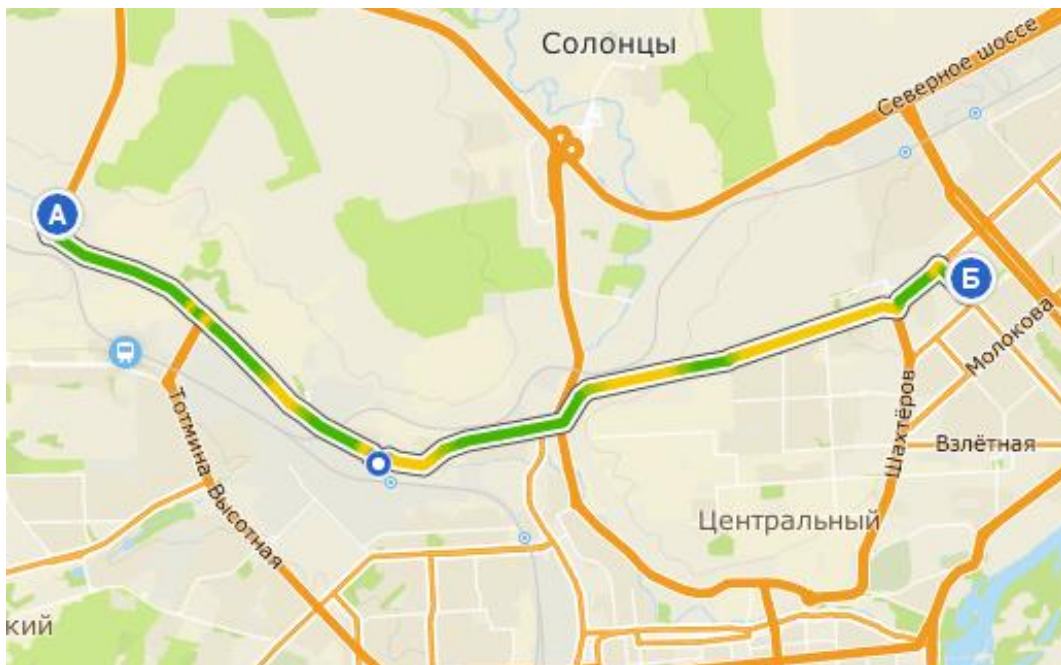 Солонцы
Северное шоссе
А
Б
Молокова
Тотмина
Шахтёров
Взлётная
Высотная
Центральный
кий